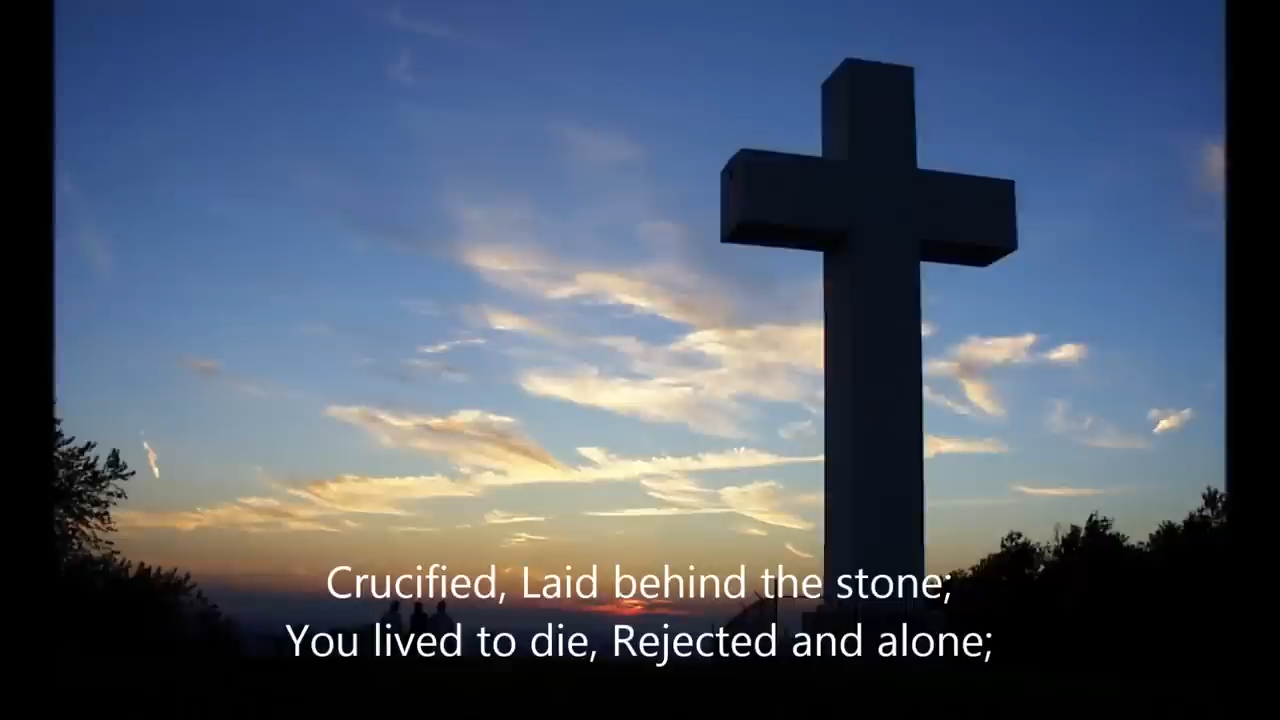 Crucified, Laid behind the stone;
You lived to die, Rejected and alone;